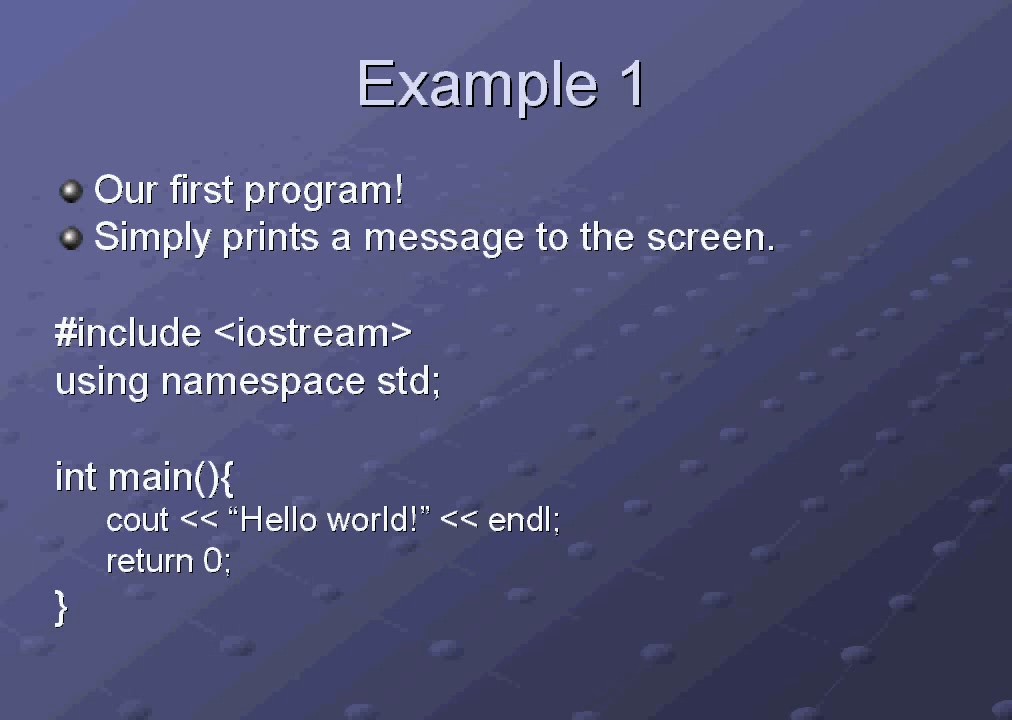 Example 1
Our first program!
Simply prints a message to the screen.
#include <iostream>
using namespace std;
int main(){
cout << “Hello world!” << endl;
return 0;
}